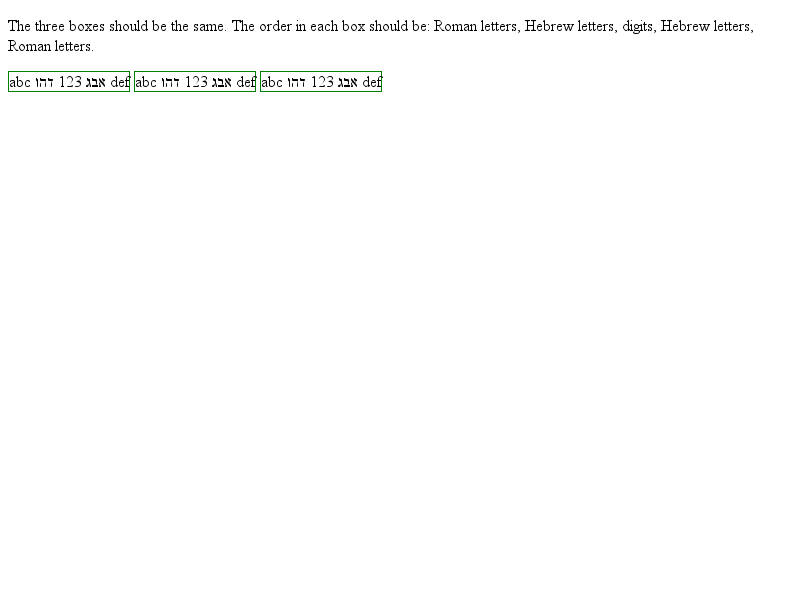 The three boxes should be the same. The order in each box should be: Roman letters, Hebrew letters, digits, Hebrew letters,
Roman letters.
abc אבג 123 דהו def abc אבג 123 דהו def abc אבג 123 דהו def